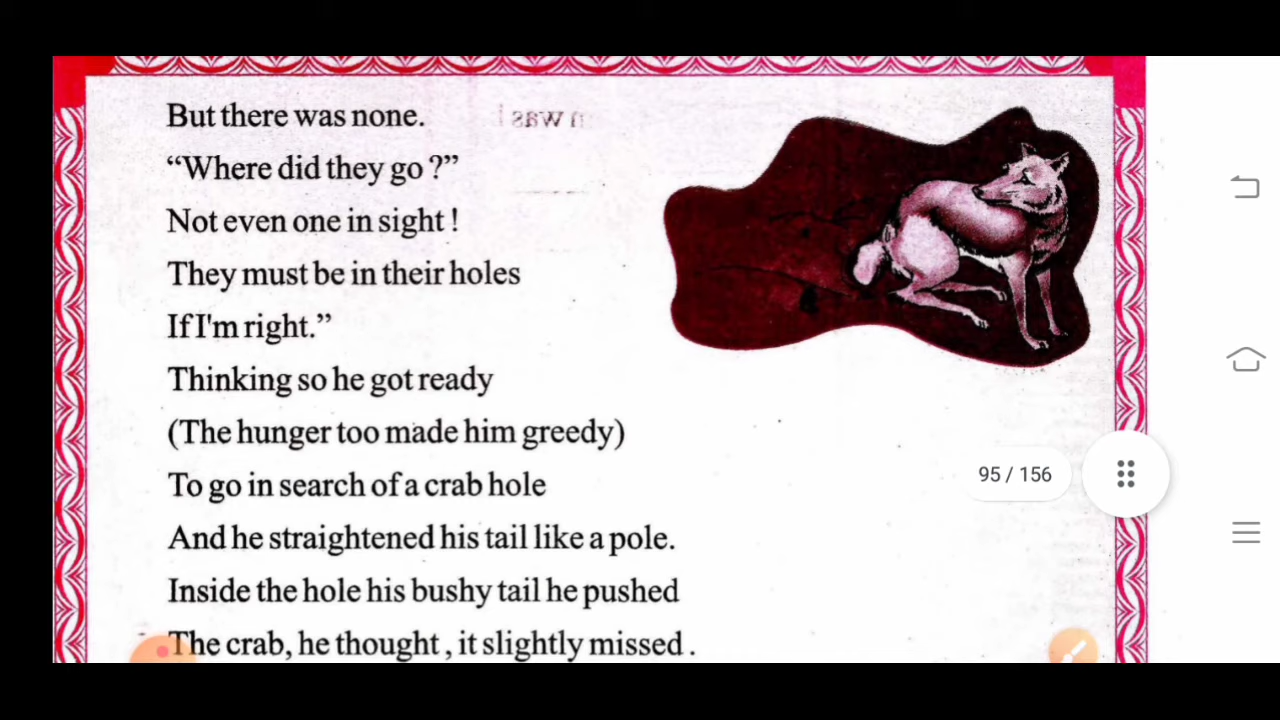 But there was none.
“Where did they go ?”
Not even one in sight !
They must be in their holes
If I'm right.”
Thinking so he got ready
(The hunger too made him greedy)
To go in search of a crab hole
And he straightened his tail like a pole.
Inside the hole his bushy tail he pushed
The crab, he thought , it slightly missed .
95 / 156